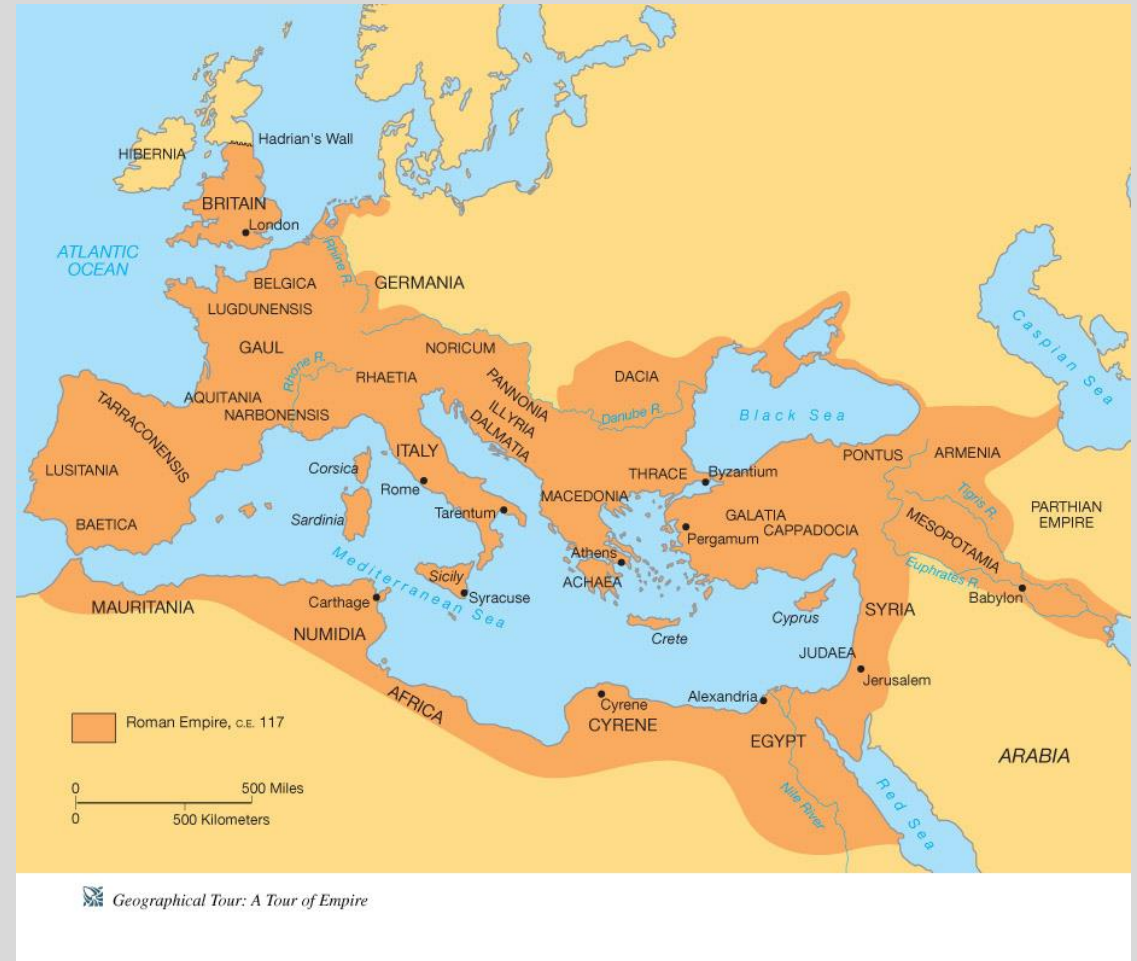 Hadrian's Wall
HIBERNIA
BRITAIN
London
ATLANTIC
OCEAN
Rhine R.
BELGICA
GERMANIA
LUGDUNENSIS
Caspian Sea
GAUL
NORICUM
Rhone R.
RHAETIA
DACIA
PANNONIA
AQUITANIA
ILLYRIA
NARBONENSIS
DALMATIA
Danube R.
Black Sea
TARRACONENSIS
ITALY
PONTUS
ARMENIA
LUSITANIA
Corsica
Rome
THRACE
Byzantium
Tigris R.
MACEDONIA
PARTHIAN
EMPIRE
BAETICA
Sardinia
Tarentum
GALATIA
CAPPADOCIA
MESOPOTAMIA
Pergamum
Athens
Mediterranean Sea
Sicily
ACHAEA
Euphrates R.
Babylon
MAURITANIA
Carthage
Syracuse
SYRIA
Cyprus
NUMIDIA
Crete
JUDAEA
Jerusalem
AFRICA
Cyrene
Alexandria
CYRENE
Roman Empire, C.E. 117
EGYPT
ARABIA
0 500 Miles
0 500 Kilometers
Nile River
Red Sea
Geographical Tour: A Tour of Empire